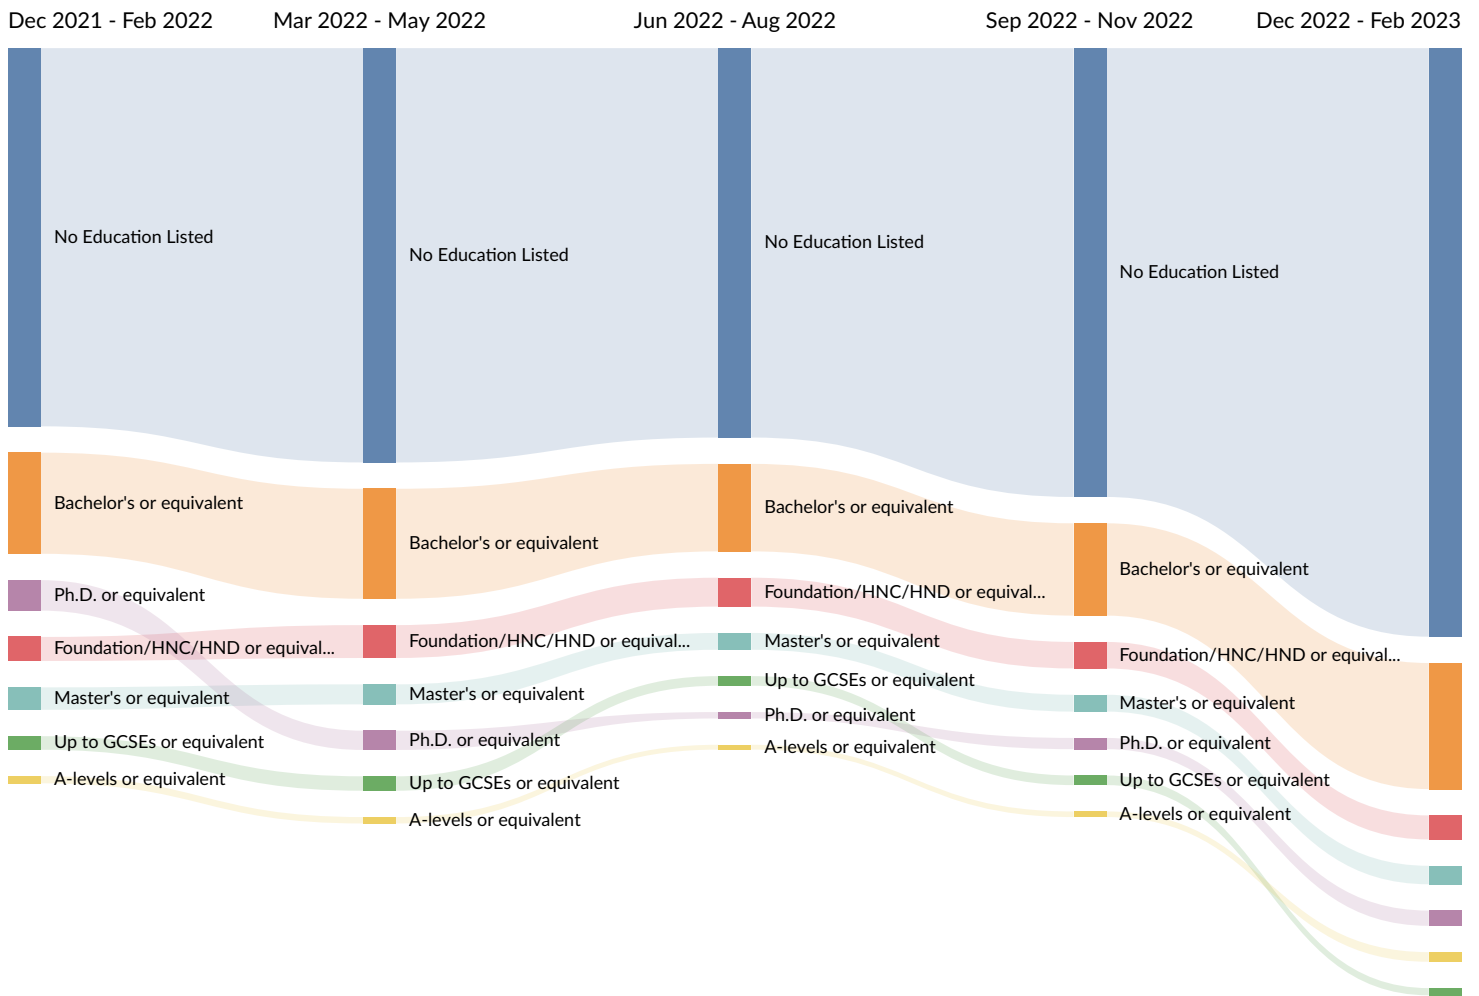 Dec 2021 - Feb 2022
Mar 2022 - May 2022
Jun 2022 - Aug 2022
Sep 2022 - Nov 2022
Dec 2022 - Feb 2023
No Education Listed
Bachelor's or equivalent
Ph.D. or equivalent
Foundation/HNC/HND or equival...
Master's or equivalent
Up to GCSEs or equivalent
A-levels or equivalent
No Education Listed
Bachelor's or equivalent
Foundation/HNC/HND or equival...
Master's or equivalent
Ph.D. or equivalent
Up to GCSEs or equivalent
A-levels or equivalent
No Education Listed
Bachelor's or equivalent
Foundation/HNC/HND or equival...
Master's or equivalent
Up to GCSEs or equivalent
Ph.D. or equivalent
A-levels or equivalent
No Education Listed
Bachelor's or equivalent
Foundation/HNC/HND or equival...
Master's or equivalent
Ph.D. or equivalent
Up to GCSEs or equivalent
A-levels or equivalent